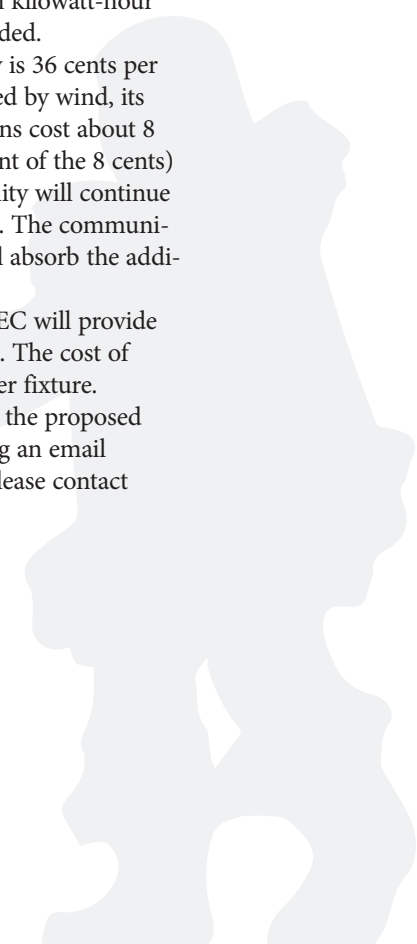 kilowatt-hour
ded.
is 36 cents per
ed by wind, its
ns cost about 8
nt of the 8 cents)
ity will continue
. The communi-
absorb the addi-
EC will provide
. The cost of
er fixture.
the proposed
g an email
lease contact